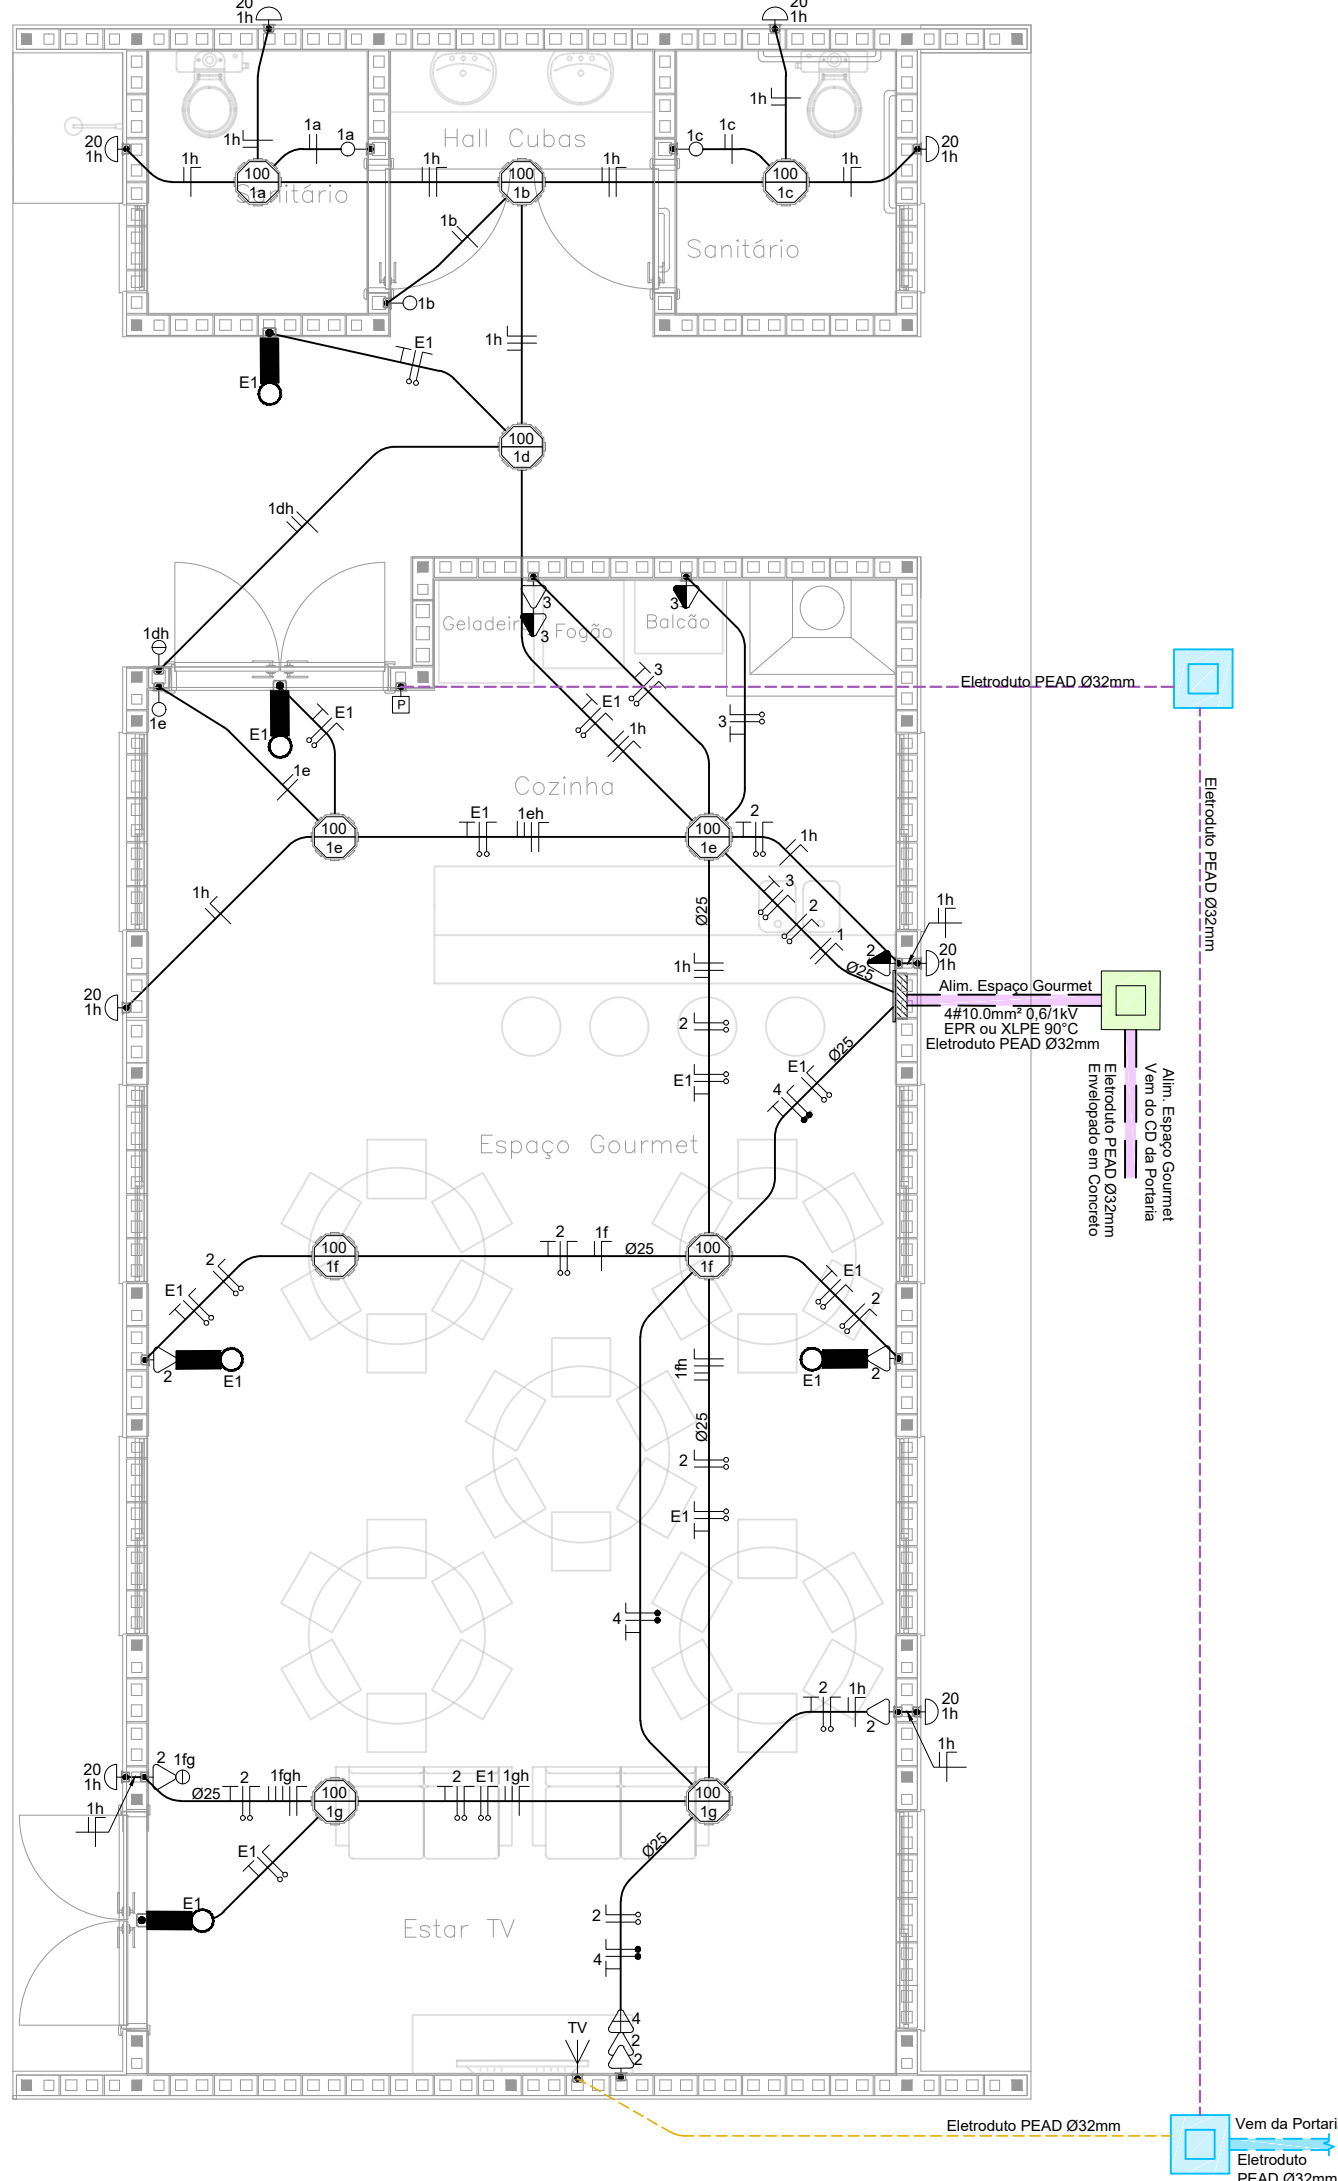 20
1h
20
1h
1h
1a
1a
1c
1c
1h
Hall Cubas
20
1h
1h
100
1a
Sanitário
1h
100
1b
1h
100
1c
1h
20
1h
1b
Sanitário
1b
1h
E1
E1
100
1d
1dh
Geladeira
3
3
Fogão
3
Balcão
1dh
1e
P
Eletroduto PEAD Ø32mm
3
E1
1h
3
E1
E1
1e
Cozinha
Eletroduto PEAD Ø32mm
100
1e
E1
1eh
100
1e
2
1h
1h
Ø25
3
2
1
Ø25
1h
2
20
1h
1h
20
1h
Alim. Espaço Gourmet
4#10.0mm² 0,6/1kV
EPR ou XLPE 90°C
Eletroduto PEAD Ø32mm
2
E1
Ø25
E1
4
Alim. Espaço Gourmet
Vem do CD da Portaria
Eletroduto PEAD Ø32mm
Envelopado em Concreto
Espaço Gourmet
100
1f
2
1f
Ø25
100
1f
2
E1
E1
2
2
E1
E1
2
1fh
Ø25
2
E1
4
2
1h
2
20
1h
1h
20
1h
2
1fg
1h
Ø25
2
1fgh
100
1g
2
E1
1gh
100
1g
E1
E1
Ø25
2
4
Estar TV
TV
4
2
2
Eletroduto PEAD Ø32mm
Vem da Portari
Eletroduto
PEAD Ø32mm